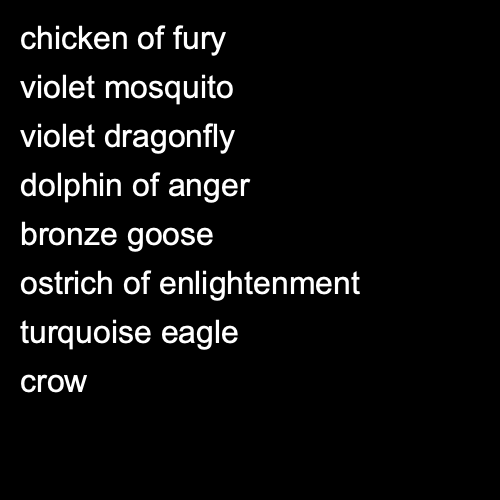 chicken of fury
violet mosquito
violet dragonfly
dolphin of anger
bronze goose
ostrich of enlightenment
turquoise eagle
crow